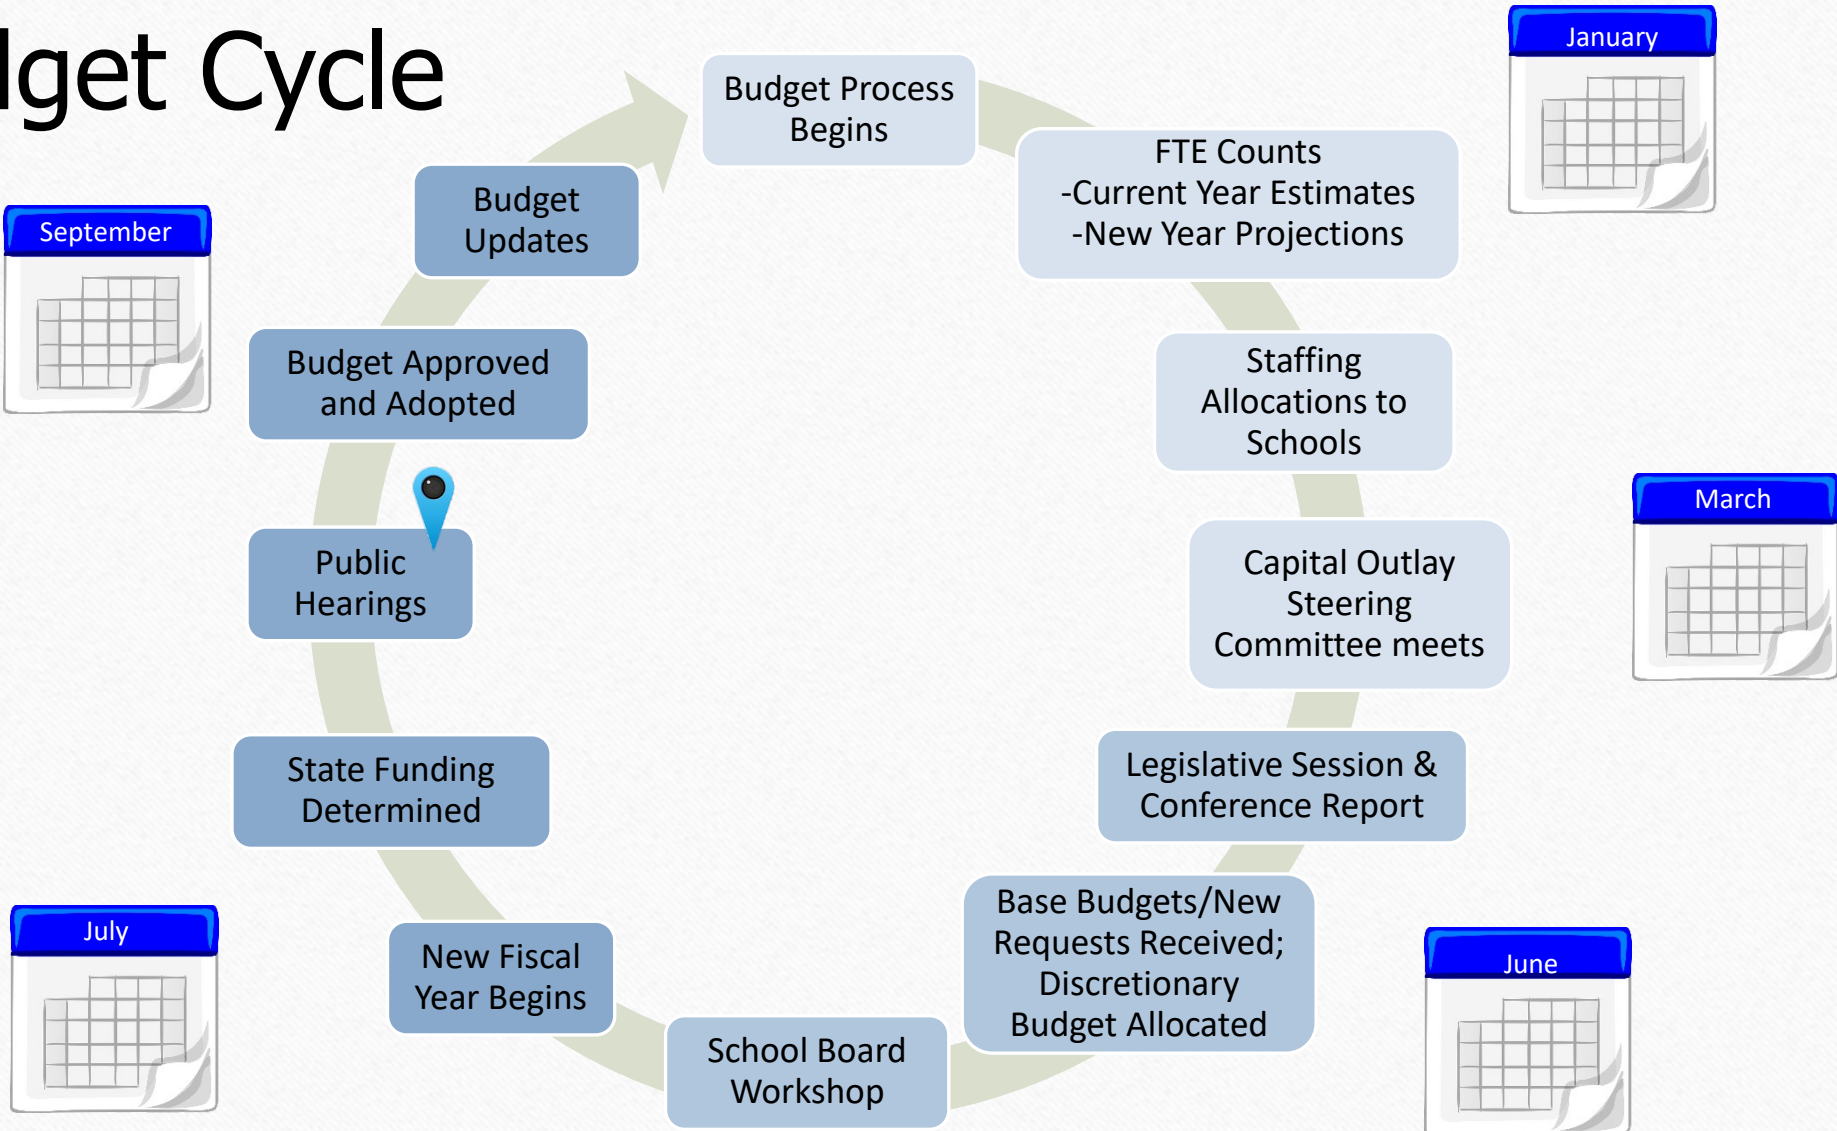 dget Cycle
January
Budget Process
Begins
FTE Counts
-Current Year Estimates
-New Year Projections
Staffing
Allocations to
Schools
March
Capital Outlay
Steering
Committee meets
Legislative Session &
Conference Report
Base Budgets/New
Requests Received;
Discretionary
Budget Allocated
June
School Board
Workshop
New Fiscal
Year Begins
July
State Funding
Determined
Public
Hearings
Budget Approved
and Adopted
September
Budget
Updates